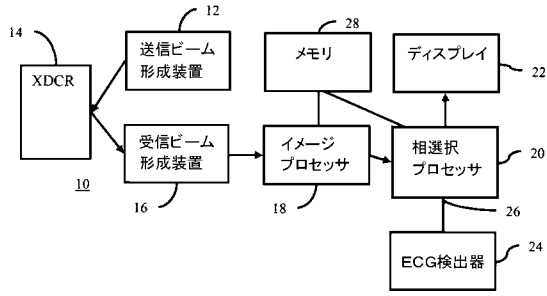 14
12
28
XDCR
送信ビーム
形成装置
メモリ
ディスプレイ
22
受信ビーム
形成装置
イメージ
プロセッサ
相選択
プロセッサ
20
10
16
18
26
ECG検出器
24